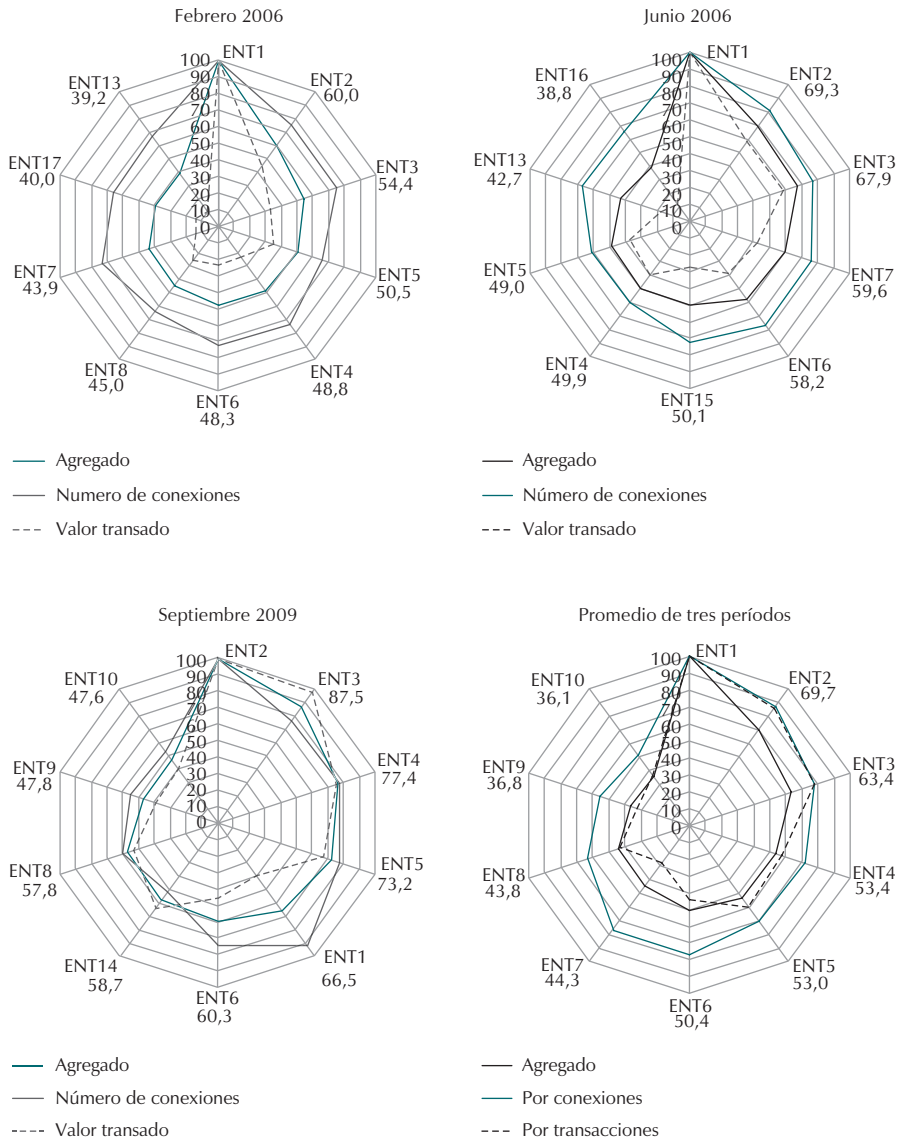 Febrero 2006
ENT1
ENT2
60,0
ENT3
54,4
ENT5
50,5
ENT4
48,8
ENT6
48,3
ENT8
45,0
ENT7
43,9
ENT17
40,0
ENT13
39,2
100
90
80
70
60
50
40
30
20
10
0
Agregado
Numero de conexiones
Valor transado
Junio 2006
ENT1
ENT2
69,3
ENT3
67,9
ENT7
59,6
ENT6
58,2
ENT15
50,1
ENT4
49,9
ENT5
49,0
ENT13
42,7
ENT16
38,8
100
90
80
70
60
50
40
30
20
10
0
Agregado
Número de conexiones
Valor transado
Septiembre 2009
ENT2
ENT3
87,5
ENT4
77,4
ENT5
73,2
ENT1
66,5
ENT6
60,3
ENT14
58,7
ENT8
57,8
ENT9
47,8
ENT10
47,6
100
90
80
70
60
50
40
30
20
10
0
Agregado
Número de conexiones
Valor transado
Promedio de tres períodos
ENT1
ENT2
69,7
ENT3
63,4
ENT4
53,4
ENT5
53,0
ENT6
50,4
ENT7
44,3
ENT8
43,8
ENT9
36,8
ENT10
36,1
100
90
80
70
60
50
40
30
20
10
0
Agregado
Por conexiones
Por transacciones